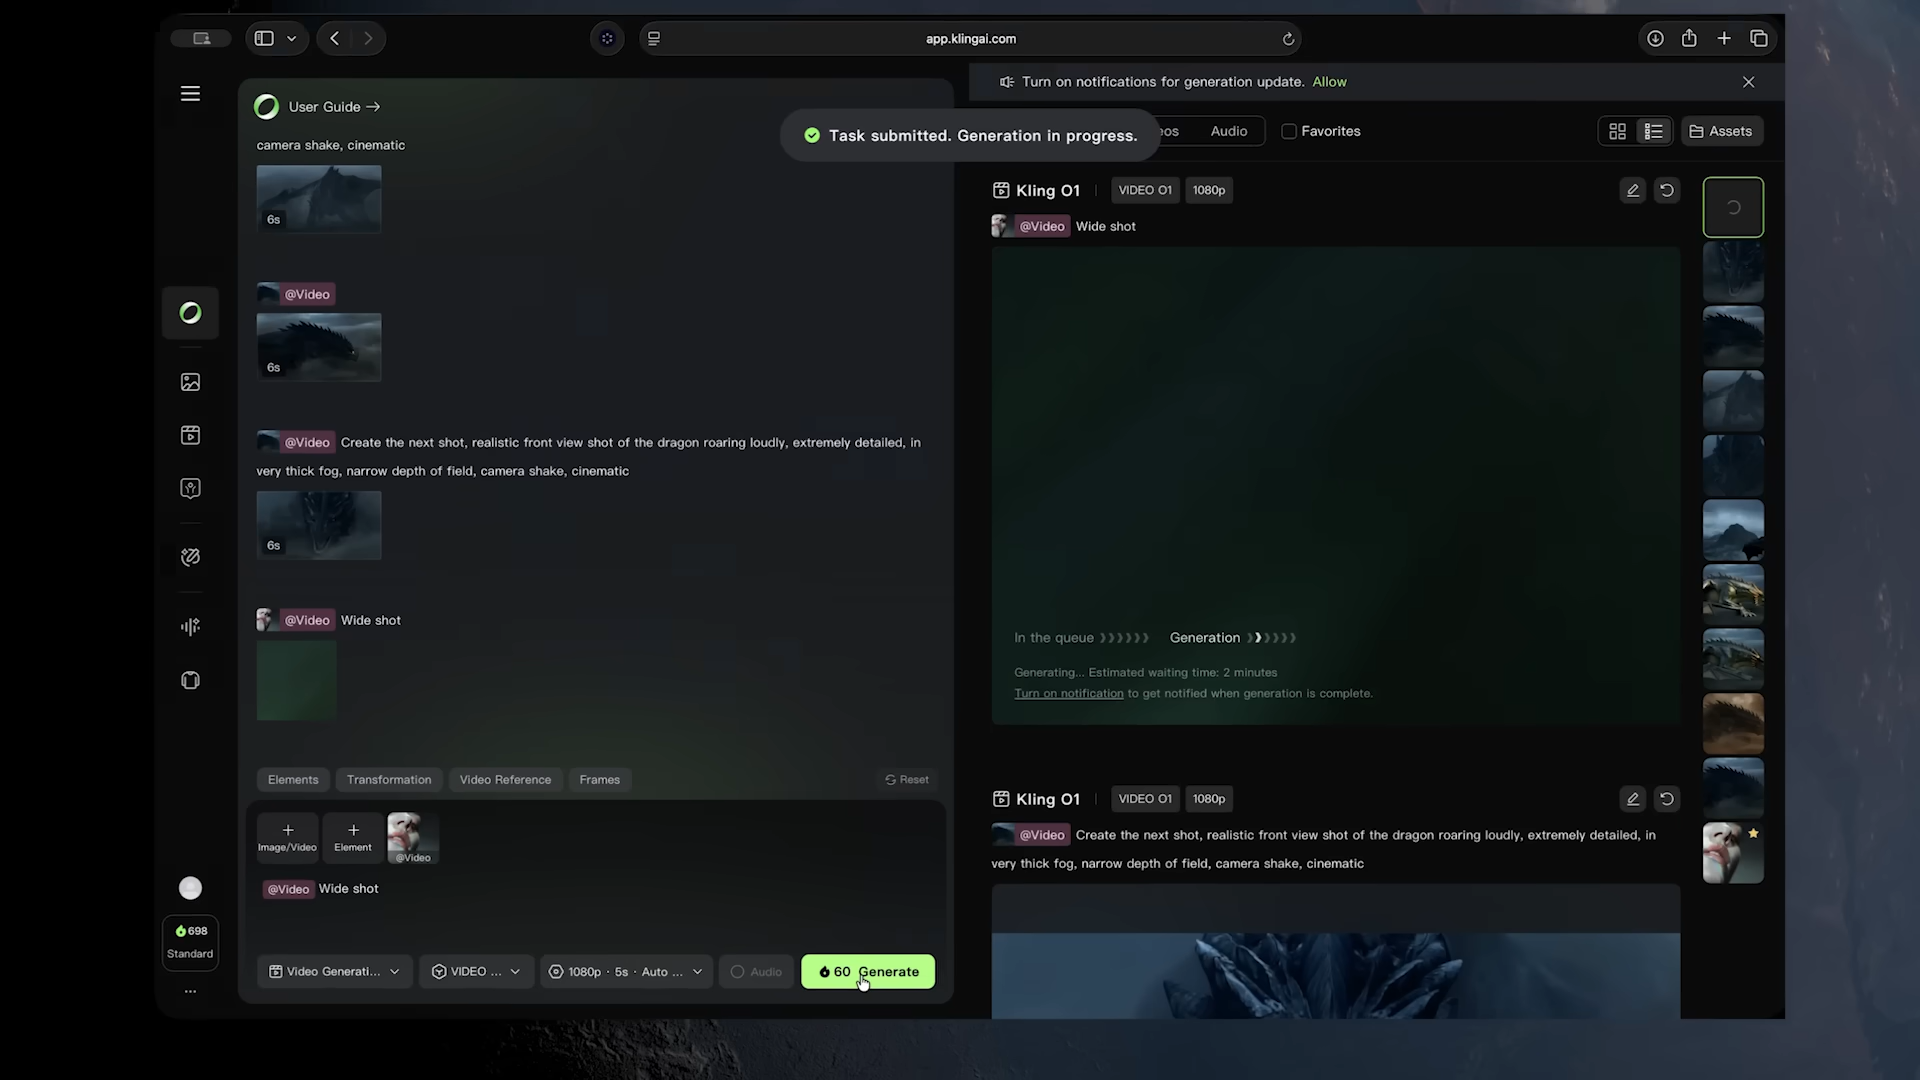 app.klingai.com
Turn on notifications for generation update. Allow
User Guide →
Task submitted. Generation in progress.
Audio
Favorites
Assets
camera shake, cinematic
6s
@Video
6s
@Video Create the next shot, realistic front view shot of the dragon roaring loudly, extremely detailed, in
very thick fog, narrow depth of field, camera shake, cinematic
6s
@Video Wide shot
Elements
Transformation
Video Reference
Frames
Reset
+ Image/Video
+ Element
@Video
@Video Wide shot
698
Standard
...
Video Generati...
VIDEO ...
1080p · 5s · Auto ...
Audio
60 Generate
Kling O1
VIDEO O1
1080p
@Video Wide shot
In the queue
Generation
Generating... Estimated waiting time: 2 minutes
Turn on notification to get notified when generation is complete.
Kling O1
VIDEO O1
1080p
@Video Create the next shot, realistic front view shot of the dragon roaring loudly, extremely detailed, in
very thick fog, narrow depth of field, camera shake, cinematic